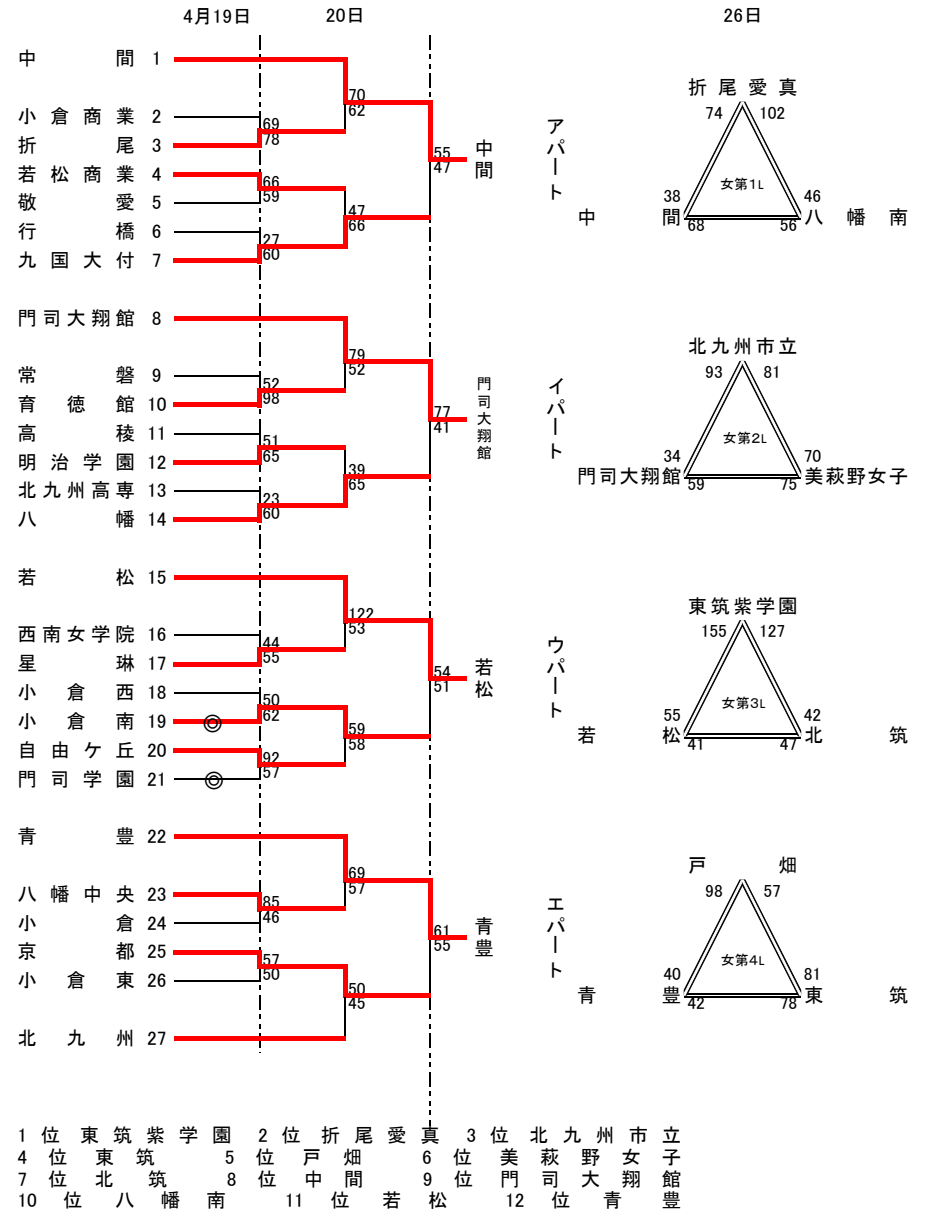 4月19日 20日 26日
中間 1
小倉商業 2
折尾 3
若松商業 4
敬愛 5
行橋 6
九国大付 7
69
78
66
59
27
60
70
62
47
66
55
47
中間
アパート
折尾愛真
74 102
女第1L
38 46
中間 八幡南
68 56
門司大翔館 8
常磐 9
育徳館 10
高稜 11
明治学園 12
北九州高専 13
八幡 14
52
98
51
65
23
60
79
52
39
65
77
41
門司大翔館
イパート
北九州市立
93 81
女第2L
34 70
門司大翔館 美萩野女子
59 75
若松 15
西南女学院 16
星琳 17
小倉西 18
小倉南 19 ◎
自由ケ丘 20
門司学園 21 ◎
44
55
50
62
92
57
122
53
59
58
54
51
若松
ウパート
東筑紫学園
155 127
女第3L
55 42
若松 北筑
41 47
青豊 22
八幡中央 23
小倉 24
京都 25
小倉東 26
北九州 27
85
46
57
50
69
57
50
45
61
55
青豊
エパート
戸畑
98 57
女第4L
40 81
青豊 東筑
42 78
1位東筑紫学園 2位折尾愛真 3位北九州市立
4位東筑 5位戸畑 6位美萩野女子
7位北筑 8位中間 9位門司大翔館
10位八幡南 11位若松 12位青豊